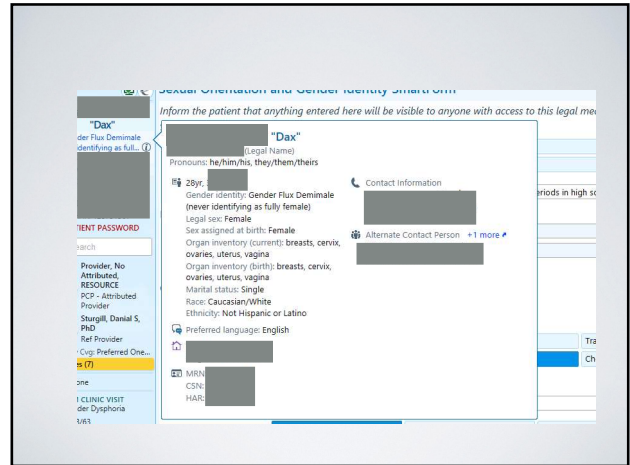 Sexual Orientation and Gender Identity SmartForm
Inform the patient that anything entered here will be visible to anyone with access to this legal
"Dax"
der Flux Demimale
dentifying as full...
TIENT PASSWORD
earch
Provider, No
Attributed,
RESOURCE
PCP - Attributed
Provider
Sturgill, Danial S,
PhD
Ref Provider
Cvg: Preferred One...
es (7)
one
CLINIC VISIT
der Dysphoria
3/63
"Dax"
(Legal Name)
Pronouns: he/him/his, they/them/theirs
28yr,
Gender identity: Gender Flux Demimale
(never identifying as fully female)
Legal sex: Female
Sex assigned at birth: Female
Organ inventory (current): breasts, cervix,
ovaries, uterus, vagina
Organ inventory (birth): breasts, cervix,
ovaries, uterus, vagina
Marital status: Single
Race: Caucasian/White
Ethnicity: Not Hispanic or Latino
Preferred language: English
MRN:
CSN:
HAR:
Contact Information
Alternate Contact Person +1 more
eriods in high sc
Tra
Ch